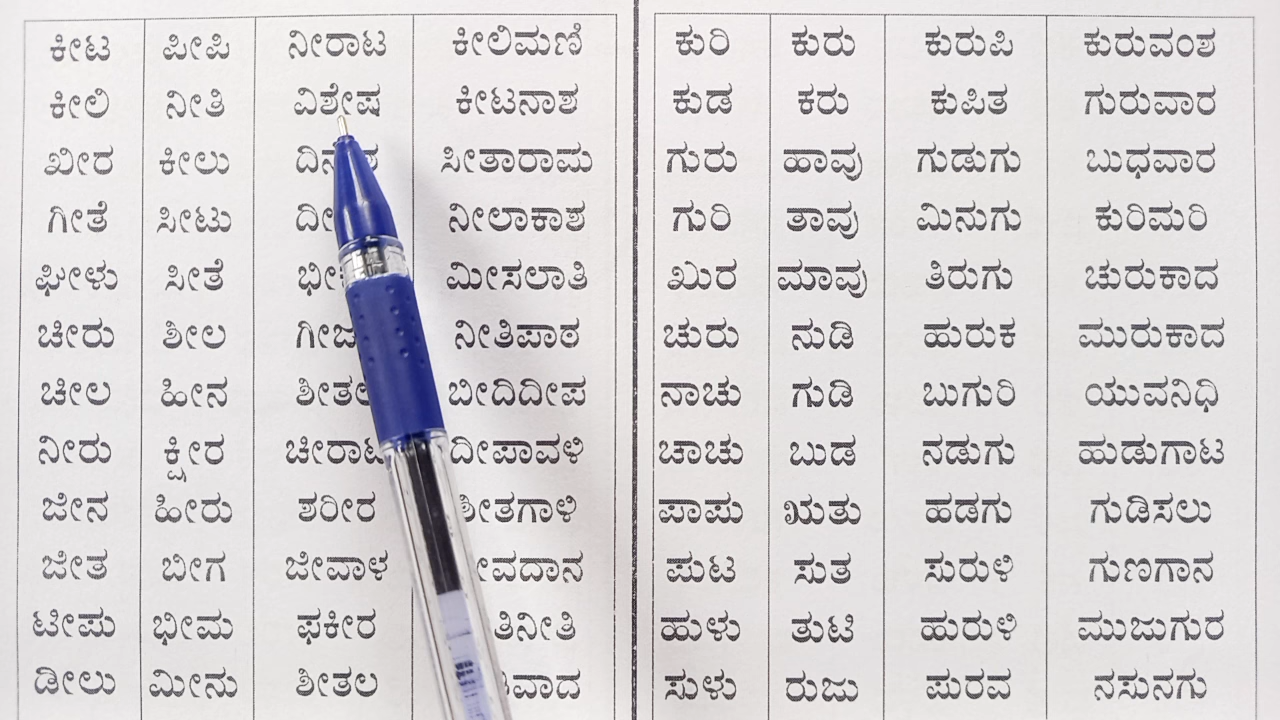 ಕೀಟ ಪೀಪಿ ನೀರಾಟ ಕೀಲಿಮಣಿ
ಕೀಲಿ ನೀತಿ ವಿಶೇಷ ಕೀಟನಾಶ
ಖೀರ ಕೀಲು ಸೀತಾರಾಮ
ಗೀತೆ ಸೀಟು ನೀಲಾಕಾಶ
ಘೀಳು ಸೀತೆ ಮೀಸಲಾತಿ
ಚೀರು ಶೀಲ ನೀತಿಪಾಠ
ಚೀಲ ಹೀನ ಬೀದಿದೀಪ
ನೀರು ಕ್ಷೀರ ಚೀರಾಟ ದೀಪಾವಳಿ
ಜೀನ ಹೀರು ಶರೀರ ಶೀತಗಾಳಿ
ಜೀತ ಬೀಗ ಜೀವಾಳ
ಟೀಪು ಭೀಮ ಫಕೀರ
ಡೀಲು ಮೀನು ಶೀತಲ
ಕುರಿ ಕುರು ಕುರುಪಿ ಕುರುವಂಶ
ಕುಡ ಕರು ಕುಪಿತ ಗುರುವಾರ
ಗುರು ಹಾವು ಗುಡುಗು ಬುಧವಾರ
ಗುರಿ ತಾವು ಮಿನುಗು ಕುರಿಮರಿ
ಖುರ ಮಾವು ತಿರುಗು ಚುರುಕಾದ
ಚುರು ನುಡಿ ಹುರುಕ ಮುರುಕಾದ
ನಾಚು ಗುಡಿ ಬುಗುರಿ ಯುವನಿಧಿ
ಚಾಚು ಬುಡ ನಡುಗು ಹುಡುಗಾಟ
ಪಾಪು ಋತು ಹಡಗು ಗುಡಿಸಲು
ಪುಟ ಸುತ ಸುರುಳಿ ಗುಣಗಾನ
ಹುಳು ತುಟಿ ಹುರುಳಿ ಮುಜುಗುರ
ಸುಳು ರುಜು ಪುರವ ನಸುನಗು